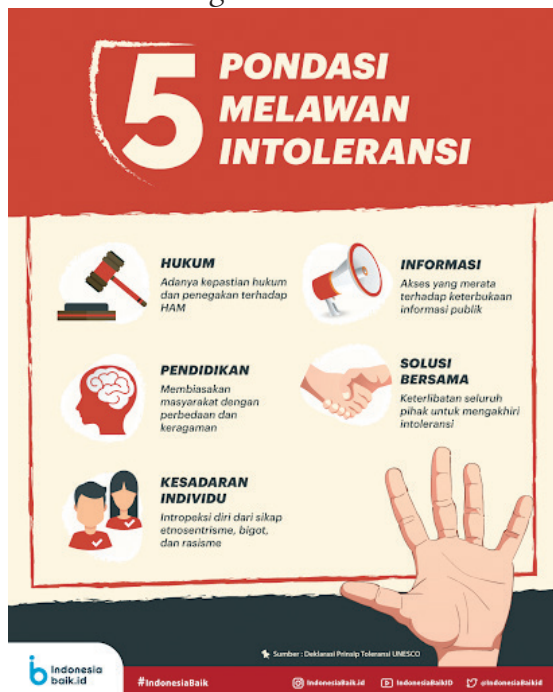 5
PONDASI
MELAWAN
INTOLERANSI
HUKUM
Adanya kepastian hukum
dan penegakan terhadap
HAM
INFORMASI
Akses yang merata
terhadap keterbukaan
informasi publik
PENDIDIKAN
Membiasakan
masyarakat dengan
perbedaan dan
keragaman
SOLUSI
BERSAMA
Keterlibatan seluruh
pihak untuk mengakhiri
intoleransi
KESADARAN
INDIVIDU
Intropeksi diri dari sikap
etnosentrisme, bigot,
dan rasisme
Sumber : Deklarasi Prinsip Toleransi UNESCO
Indonesia
baik.id
#IndonesiaBaik
IndonesiaBaik.id
IndonesiaBaikID
@IndonesiaBaikId